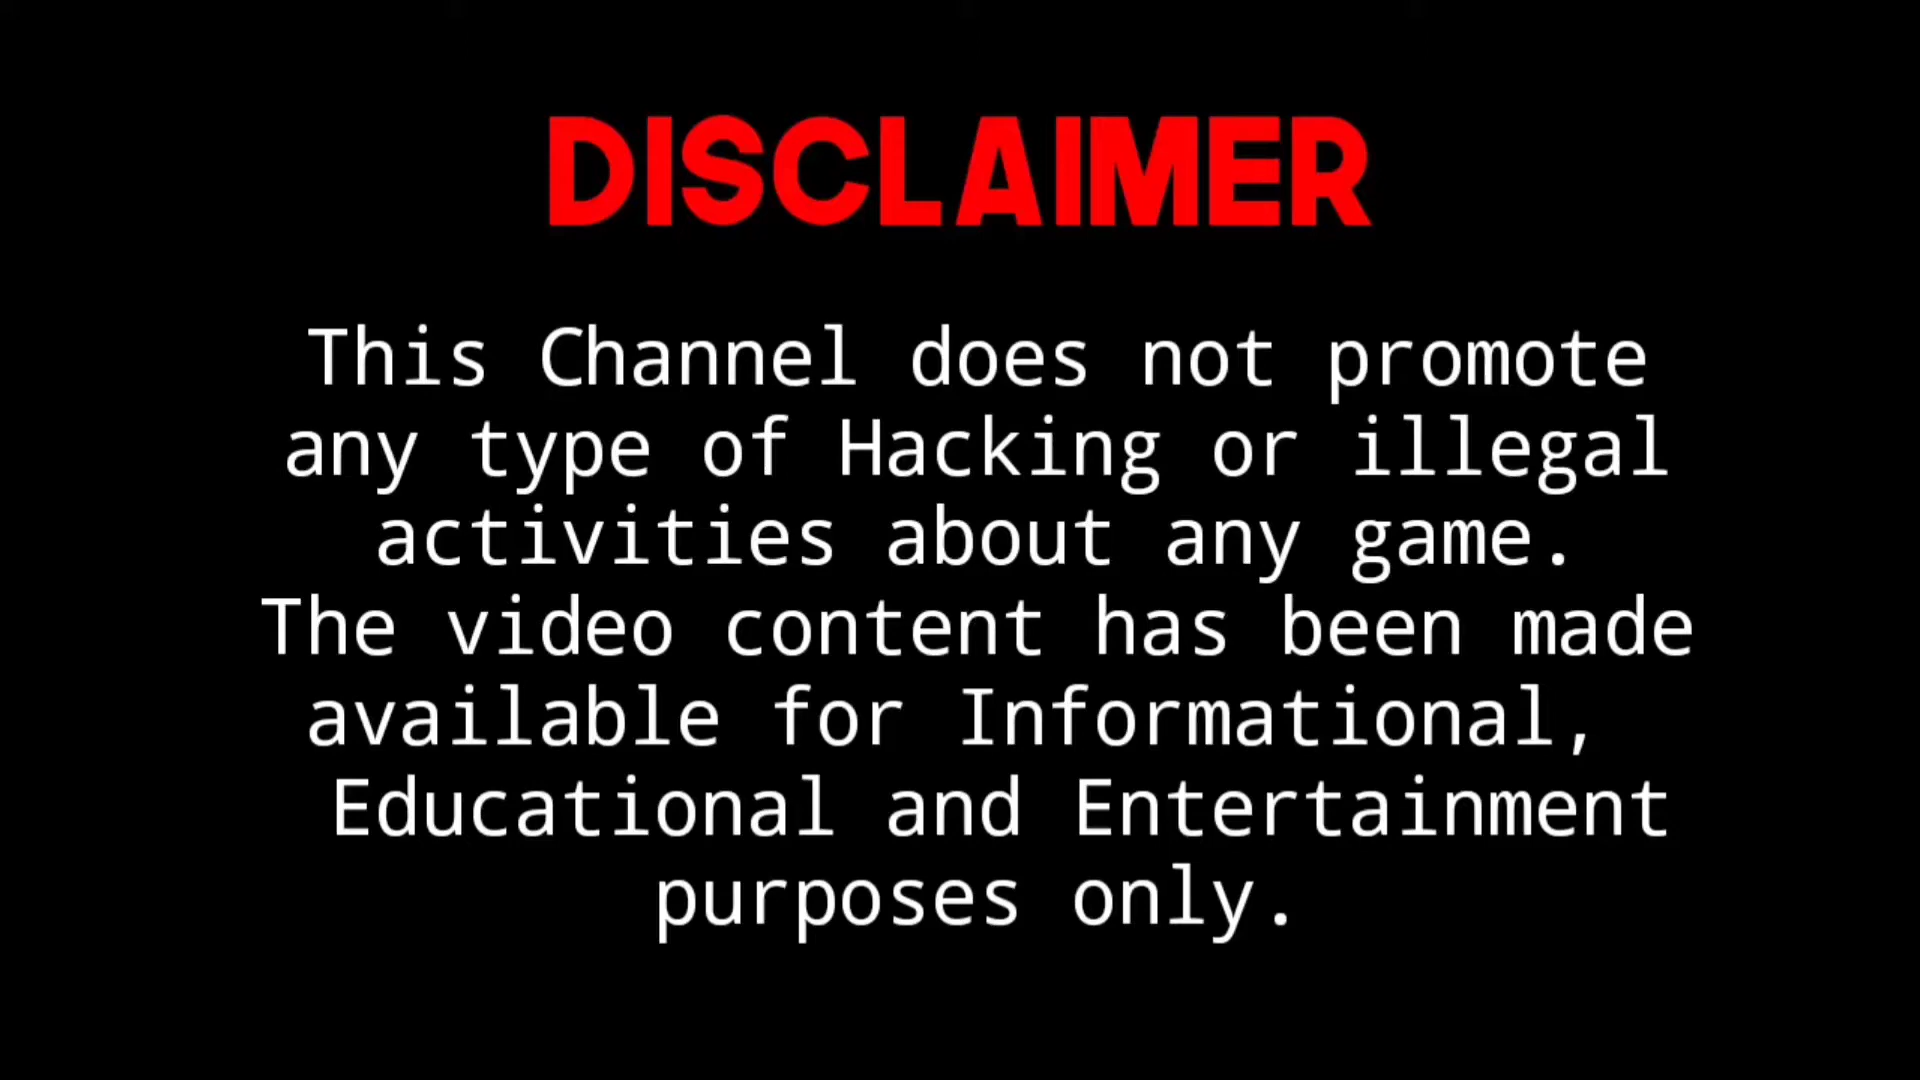 DISCLAIMER
This Channel does not promote
any type of Hacking or illegal
activities about any game.
The video content has been made
available for Informational,
Educational and Entertainment
purposes only.